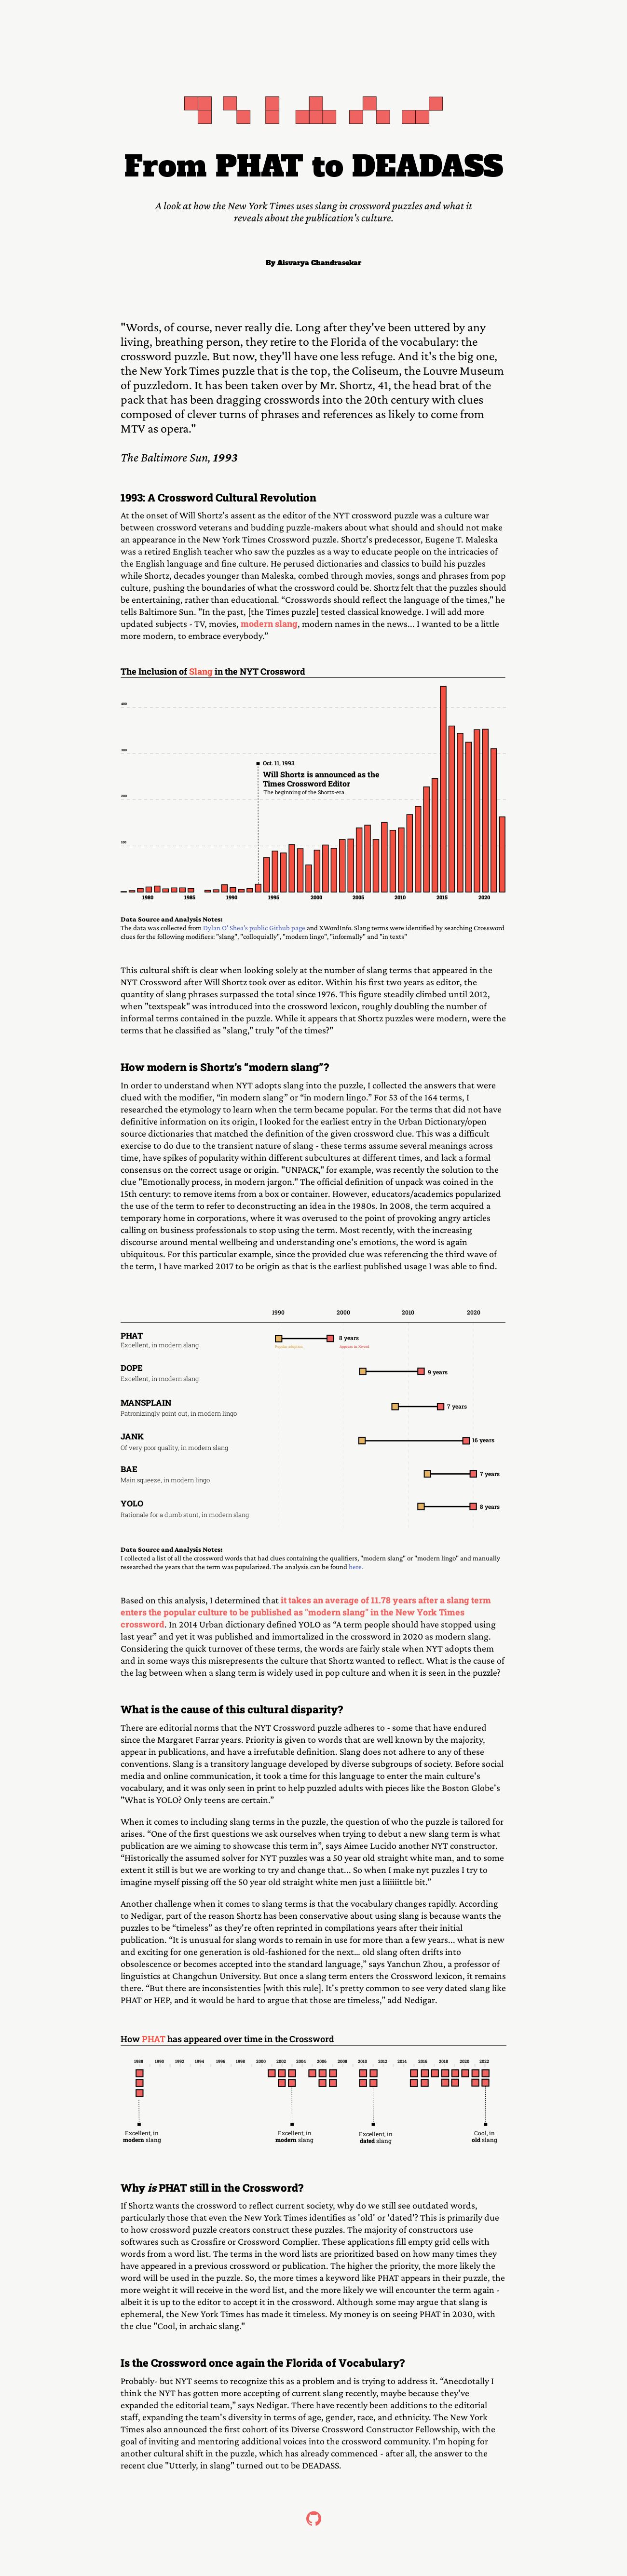 From PHAT to DEADASS
A look at how the New York Times uses slang in crossword puzzles and what it
reveals about the publication's culture.
By Aisvarya Chandrasekar
"Words, of course, never really die. Long after they've been uttered by any
living, breathing person, they retire to the Florida of the vocabulary: the
crossword puzzle. But now, they'll have one less refuge. And it's the big one,
the New York Times puzzle that is the top, the Coliseum, the Louvre Museum
of puzzledom. It has been taken over by Mr. Shortz, 41, the head brat of the
pack that has been dragging crosswords into the 20th century with clues
composed of clever turns of phrases and references as likely to come from
MTV as opera."
The Baltimore Sun, 1993
1993: A Crossword Cultural Revolution
At the onset of Will Shortz's assent as the editor of the NYT crossword puzzle was a culture war
between crossword veterans and budding puzzle-makers about what should and should not make
an appearance in the New York Times Crossword puzzle. Shortz's predecessor, Eugene T. Maleska
was a retired English teacher who saw the puzzles as a way to educate people on the intricacies of
the English language and fine culture. He perused dictionaries and classics to build his puzzles
while Shortz, decades younger than Maleska, combed through movies, songs and phrases from pop
culture, pushing the boundaries of what the crossword could be. Shortz felt that the puzzles should
be entertaining, rather than educational. “Crosswords should reflect the language of the times," he
tells Baltimore Sun. "In the past, [the Times puzzle] tested classical knowedge. I will add more
updated subjects - TV, movies, modern slang, modern names in the news... I wanted to be a little
more modern, to embrace everybody."
The Inclusion of Slang in the NYT Crossword
400
300
Oct. 11, 1993
Will Shortz is announced as the
Times Crossword Editor
The beginning of the Shortz-era
200
100
1980 1985 1990 1995 2000 2005 2010 2015 2020
Data Source and Analysis Notes:
The data was collected from Dylan O' Shea's public Github page and XWordInfo. Slang terms were identified by searching Crossword
clues for the following modifiers: "slang", "colloquially", "modern lingo", "informally" and "in texts"
This cultural shift is clear when looking solely at the number of slang terms that appeared in the
NYT Crossword after Will Shortz took over as editor. Within his first two years as editor, the
quantity of slang phrases surpassed the total since 1976. This figure steadily climbed until 2012,
when "textspeak" was introduced into the crossword lexicon, roughly doubling the number of
informal terms contained in the puzzle. While it appears that Shortz puzzles were modern, were the
terms that he classified as "slang," truly "of the times?"
How modern is Shortz's “modern slang”?
In order to understand when NYT adopts slang into the puzzle, I collected the answers that were
clued with the modifier, “in modern slang” or “in modern lingo.” For 53 of the 164 terms, I
researched the etymology to learn when the term became popular. For the terms that did not have
definitive information on its origin, I looked for the earliest entry in the Urban Dictionary/open
source dictionaries that matched the definition of the given crossword clue. This was a difficult
exercise to do due to the transient nature of slang - these terms assume several meanings across
time, have spikes of popularity within different subcultures at different times, and lack a formal
consensus on the correct usage or origin. "UNPACK," for example, was recently the solution to the
clue "Emotionally process, in modern jargon." The official definition of unpack was coined in the
15th century: to remove items from a box or container. However, educators/academics popularized
the use of the term to refer to deconstructing an idea in the 1980s. In 2008, the term acquired a
temporary home in corporations, where it was overused to the point of provoking angry articles
calling on business professionals to stop using the term. Most recently, with the increasing
discourse around mental wellbeing and understanding one's emotions, the word is again
ubiquitous. For this particular example, since the provided clue was referencing the third wave of
the term, I have marked 2017 to be origin as that is the earliest published usage I was able to find.
1990 2000 2010 2020
PHAT
Excellent, in modern slang
8 years
DOPE
Excellent, in modern slang
9 years
MANSPLAIN
Patronizingly point out, in modern lingo
7 years
JANK
Of very poor quality, in modern slang
16 years
BAE
Main squeeze, in modern lingo
7 years
YOLO
Rationale for a dumb stunt, in modern slang
8 years
Data Source and Analysis Notes:
I collected a list of all the crossword words that had clues containing the qualifiers, "modern slang" or "modern lingo" and manually
researched the years that the term was popularized. The analysis can be found here.
Based on this analysis, I determined that it takes an average of 11.78 years after a slang term
enters the popular culture to be published as "modern slang" in the New York Times
crossword. In 2014 Urban dictionary defined YOLO as “A term people should have stopped using
last year” and yet it was published and immortalized in the crossword in 2020 as modern slang.
Considering the quick turnover of these terms, the words are fairly stale when NYT adopts them
and in some ways this misrepresents the culture that Shortz wanted to reflect. What is the cause of
the lag between when a slang term is widely used in pop culture and when it is seen in the puzzle?
What is the cause of this cultural disparity?
There are editorial norms that the NYT Crossword puzzle adheres to - some that have endured
since the Margaret Farrar years. Priority is given to words that are well known by the majority,
appear in publications, and have a irrefutable definition. Slang does not adhere to any of these
conventions. Slang is a transitory language developed by diverse subgroups of society. Before social
media and online communication, it took a time for this language to enter the main culture's
vocabulary, and it was only seen in print to help puzzled adults with pieces like the Boston Globe's
"What is YOLO? Only teens are certain.”
When it comes to including slang terms in the puzzle, the question of who the puzzle is tailored for
arises. “One of the first questions we ask ourselves when trying to debut a new slang term is what
publication are we aiming to showcase this term in”, says Aimee Lucido another NYT constructor.
“Historically the assumed solver for NYT puzzles was a 50 year old straight white man, and to some
extent it still is but we are working to try and change that... So when I make nyt puzzles I try to
imagine myself pissing off the 50 year old straight white men just a liiiiiittle bit.”
Another challenge when it comes to slang terms is that the vocabulary changes rapidly. According
to Nedigar, part of the reason Shortz has been conservative about using slang is because wants the
puzzles to be “timeless” as they're often reprinted in compilations years after their initial
publication. “It is unusual for slang words to remain in use for more than a few years... what is new
and exciting for one generation is old-fashioned for the next... old slang often drifts into
obsolescence or becomes accepted into the standard language,” says Yanchun Zhou, a professor of
linguistics at Changchun University. But once a slang term enters the Crossword lexicon, it remains
there. “But there are inconsistencies [with this rule]. It's pretty common to see very dated slang like
PHAT or HEP, and it would be hard to argue that those are timeless,” add Nedigar.
How PHAT has appeared over time in the Crossword
1988 1990 1992 1994 1996 1998 2000 2002 2004 2006 2008 2010 2012 2014 2016 2018 2020 2022
Excellent, in
modern slang
Excellent, in
modern slang
Excellent, in
dated slang
Cool, in
old slang
Why is PHAT still in the Crossword?
If Shortz wants the crossword to reflect current society, why do we still see outdated words,
particularly those that even the New York Times identifies as 'old' or 'dated'? This is primarily due
to how crossword puzzle creators construct these puzzles. The majority of constructors use
softwares such as Crossfire or Crossword Complier. These applications fill empty grid cells with
words from a word list. The terms in the word lists are prioritized based on how many times they
have appeared in a previous crossword or publication. The higher the priority, the more likely the
word will be used in the puzzle. So, the more times a keyword like PHAT appears in their puzzle, the
more weight it will receive in the word list, and the more likely we will encounter the term again -
albeit it is up to the editor to accept it in the crossword. Although some may argue that slang is
ephemeral, the New York Times has made it timeless. My money is on seeing PHAT in 2030, with
the clue "Cool, in archaic slang."
Is the Crossword once again the Florida of Vocabulary?
Probably- but NYT seems to recognize this as a problem and is trying to address it. “Anecdotally I
think the NYT has gotten more accepting of current slang recently, maybe because they've
expanded the editorial team,” says Nedigar. There have recently been additions to the editorial
staff, expanding the team's diversity in terms of age, gender, race, and ethnicity. The New York
Times also announced the first cohort of its Diverse Crossword Constructor Fellowship, with the
goal of inviting and mentoring additional voices into the crossword community. I'm hoping for
another cultural shift in the puzzle, which has already commenced - after all, the answer to the
recent clue "Utterly, in slang" turned out to be DEADASS.